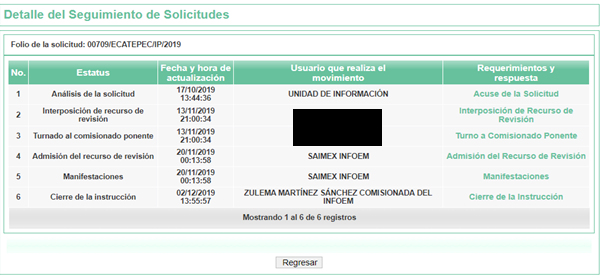 Detalle del Seguimiento de Solicitudes
Folio de la solicitud: 00709/ECATEPEC/IP/2019
No. Estatus Fecha y hora de actualización Usuario que realiza el movimiento Requerimientos y respuesta
1 Análisis de la solicitud 17/10/2019 13:44:36 UNIDAD DE INFORMACIÓN Acuse de la Solicitud
2 Interposición de recurso de revisión 13/11/2019 21:00:34 Interposición de Recurso de Revisión
3 Turnado al comisionado ponente 13/11/2019 21:00:34 Turno a Comisionado Ponente
4 Admisión del recurso de revisión 20/11/2019 00:13:58 SAIMEX INFOEM Admisión del Recurso de Revisión
5 Manifestaciones 20/11/2019 00:13:58 SAIMEX INFOEM Manifestaciones
6 Cierre de la instrucción 02/12/2019 13:55:57 ZULEMA MARTÍNEZ SÁNCHEZ COMISIONADA DEL INFOEM Cierre de la Instrucción
Mostrando 1 al 6 de 6 registros
Regresar